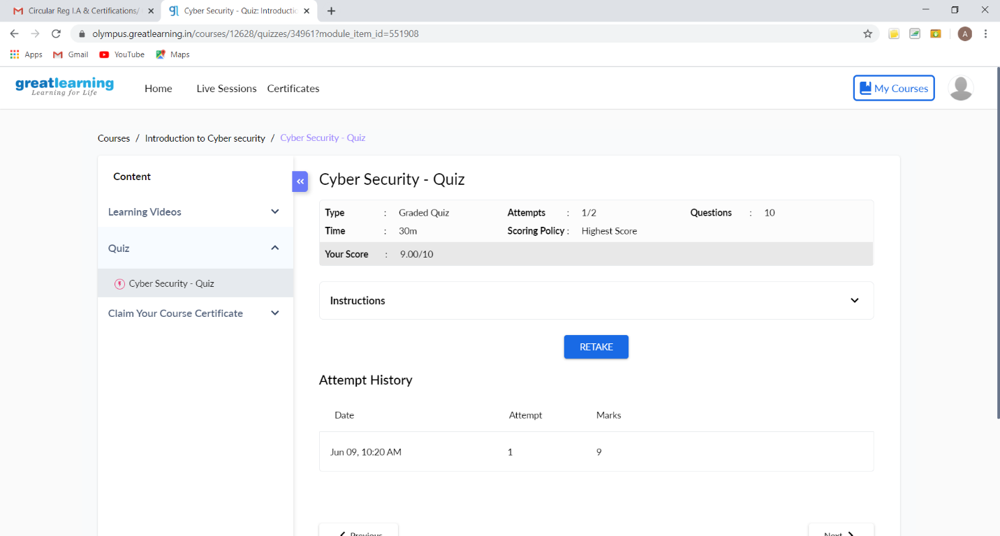 Circular Reg I.A & Certifications/
Cyber Security - Quiz: Introductic
olympus.greatlearning.in/courses/12628/quizzes/34961?module_item_id=551908
A
Apps Gmail YouTube Maps
greatlearning
Learning for Life
Home Live Sessions Certificates
My Courses
Courses / Introduction to Cyber security / Cyber Security - Quiz
Content
Learning Videos
Quiz
Cyber Security - Quiz
Claim Your Course Certificate
Cyber Security - Quiz
Type : Graded Quiz Attempts : 1/2 Questions : 10
Time : 30m Scoring Policy : Highest Score
Your Score : 9.00/10
Instructions
RETAKE
Attempt History
Date Attempt Marks
Jun 09, 10:20 AM 1 9
Previous Next